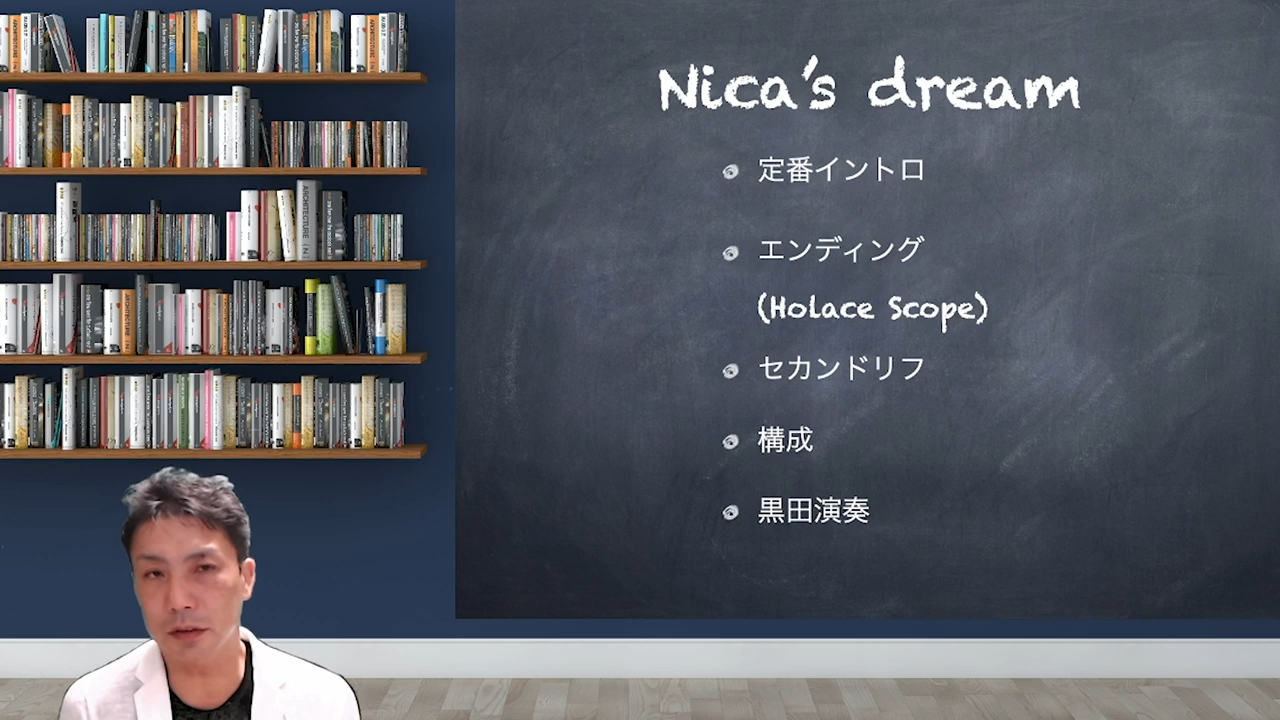 Nica's dream
定番イントロ
エンディング
(Holace Scope)
セカンドリフ
構成
黒田演奏